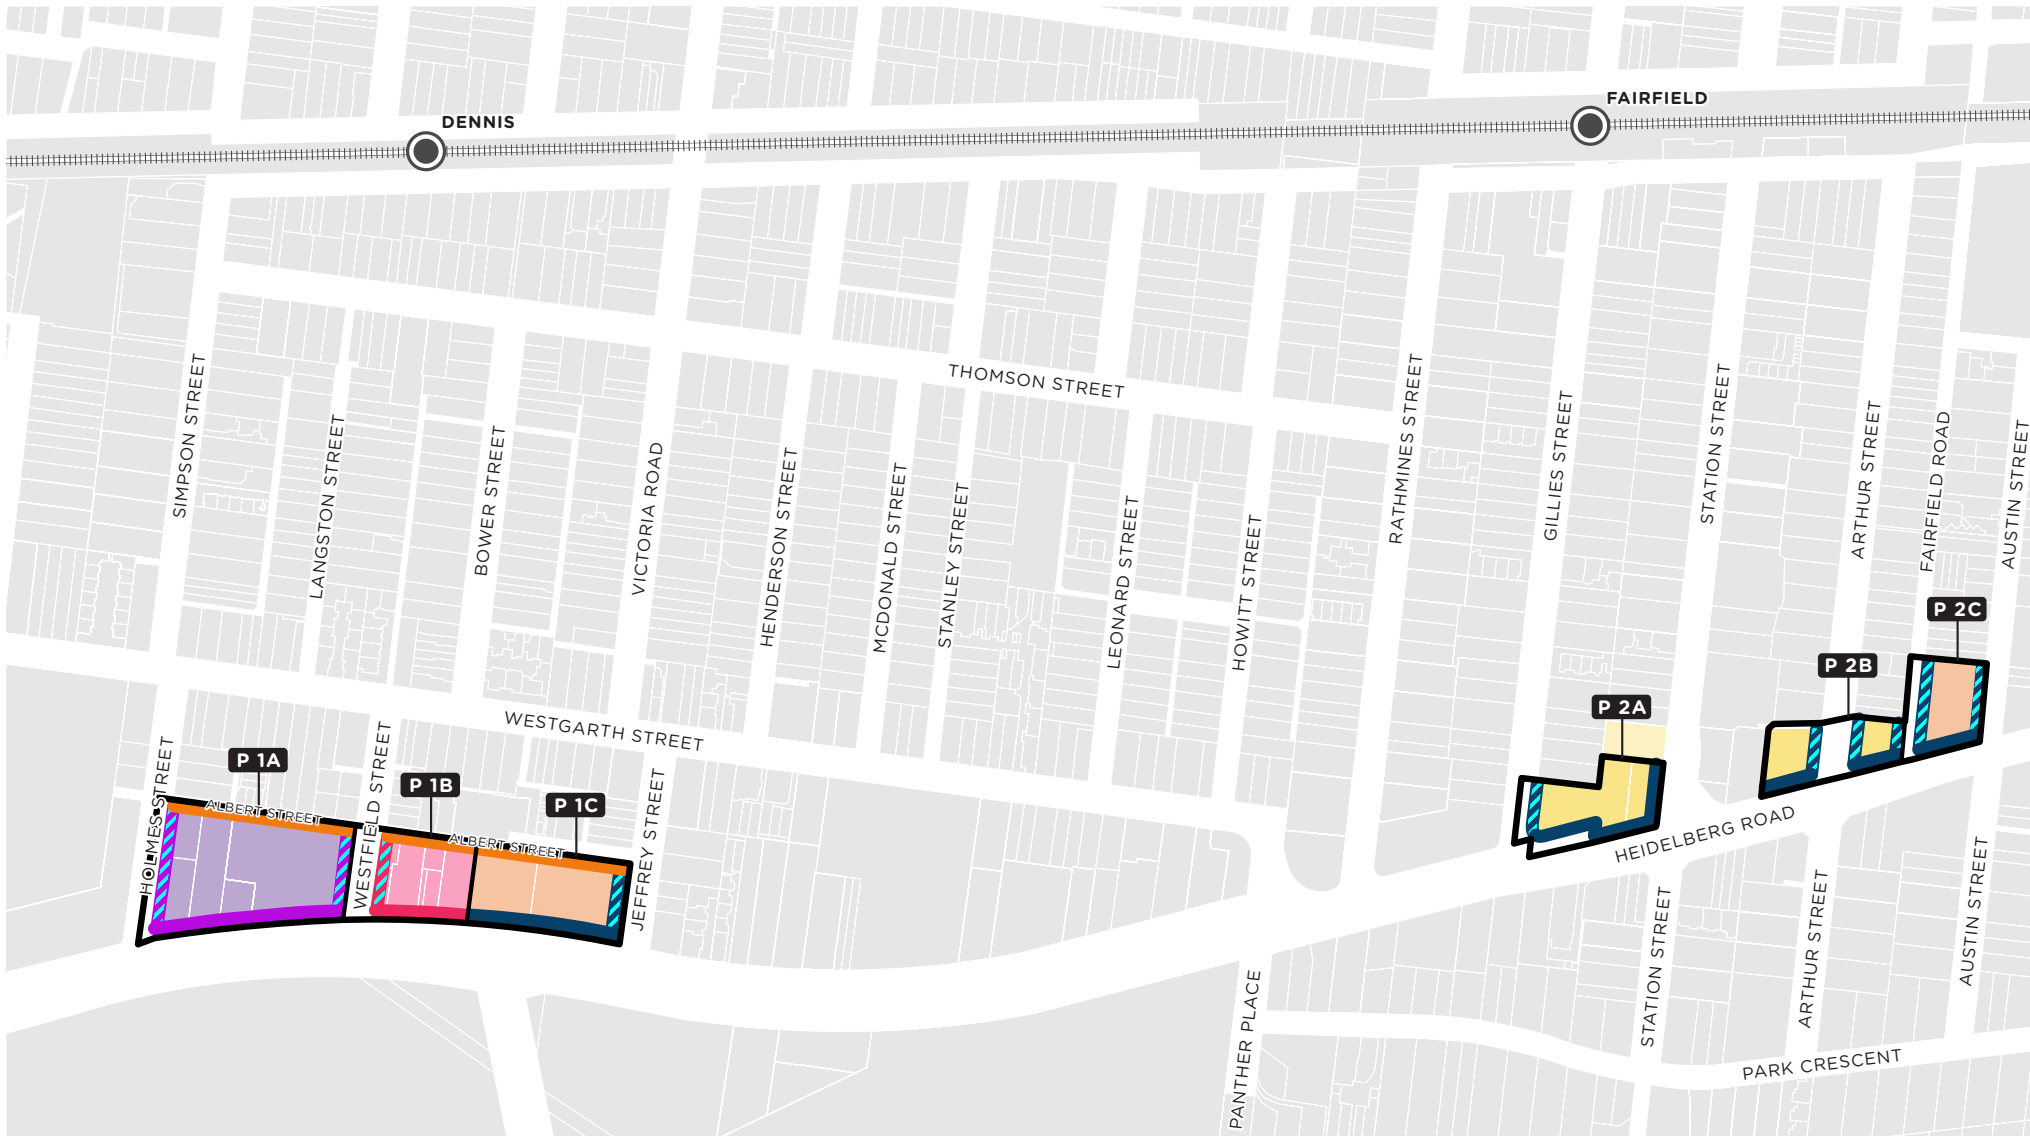 FAIRFIELD
DENNIS
THOMSON STREET
SIMPSON STREET
LANGSTON STREET
BOWER STREET
VICTORIA ROAD
HENDERSON STREET
MCDONALD STREET
STANLEY STREET
LEONARD STREET
HOWITT STREET
RATHMINES STREET
GILLIES STREET
STATION STREET
ARTHUR STREET
FAIRFIELD ROAD
AUSTIN STREET
P 2C
P 2B
P 2A
WESTGARTH STREET
P 1A
P 1B
P 1C
HOLMES STREET
ALBERT STREET
WESTFIELD STREET
ALBERT STREET
JEFFREY STREET
HEIDELBERG ROAD
STATION STREET
ARTHUR STREET
AUSTIN STREET
PANTHER PLACE
PARK CRESCENT